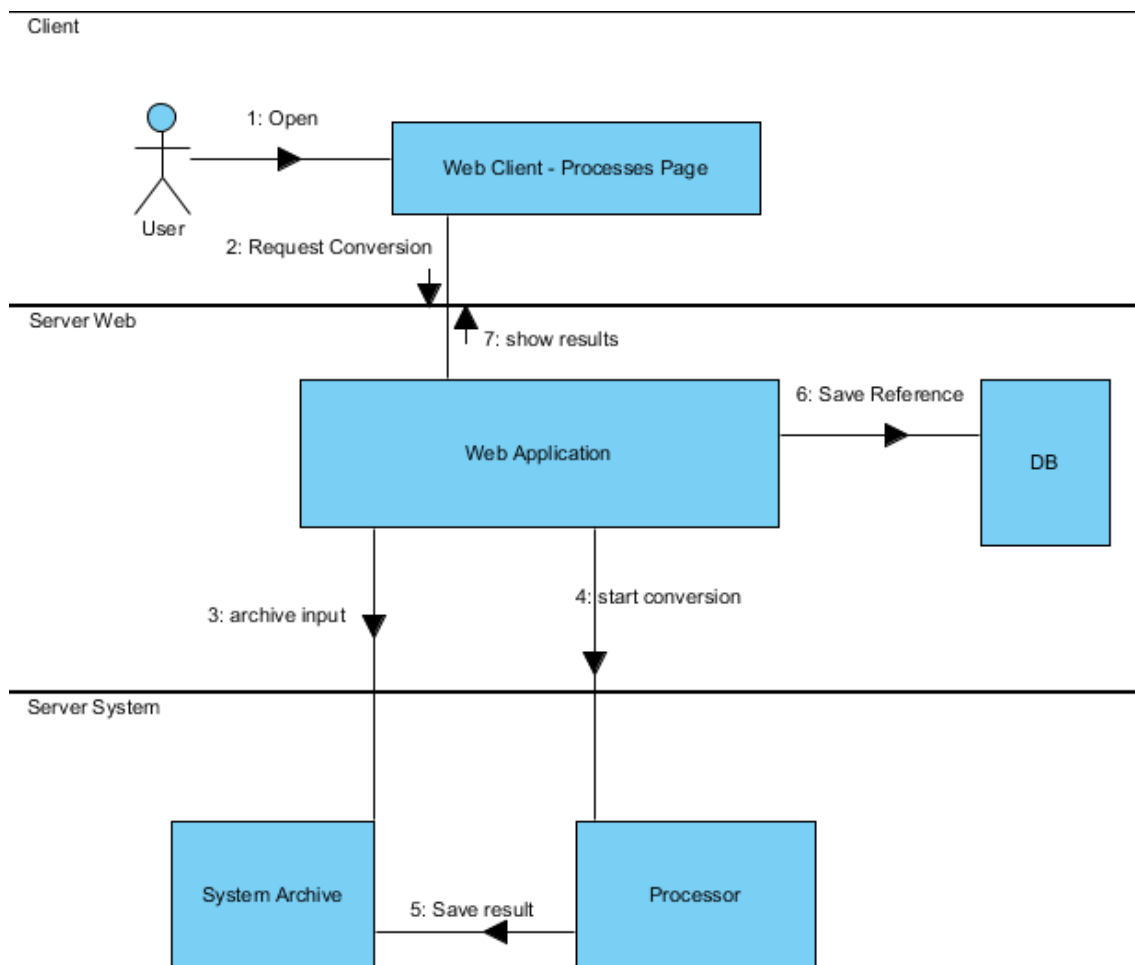 Client
1: Open
Web Client - Processes Page
User
2: Request Conversion
Server Web
7: show results
6: Save Reference
Web Application
DB
3: archive input
4: start conversion
Server System
System Archive
5: Save result
Processor